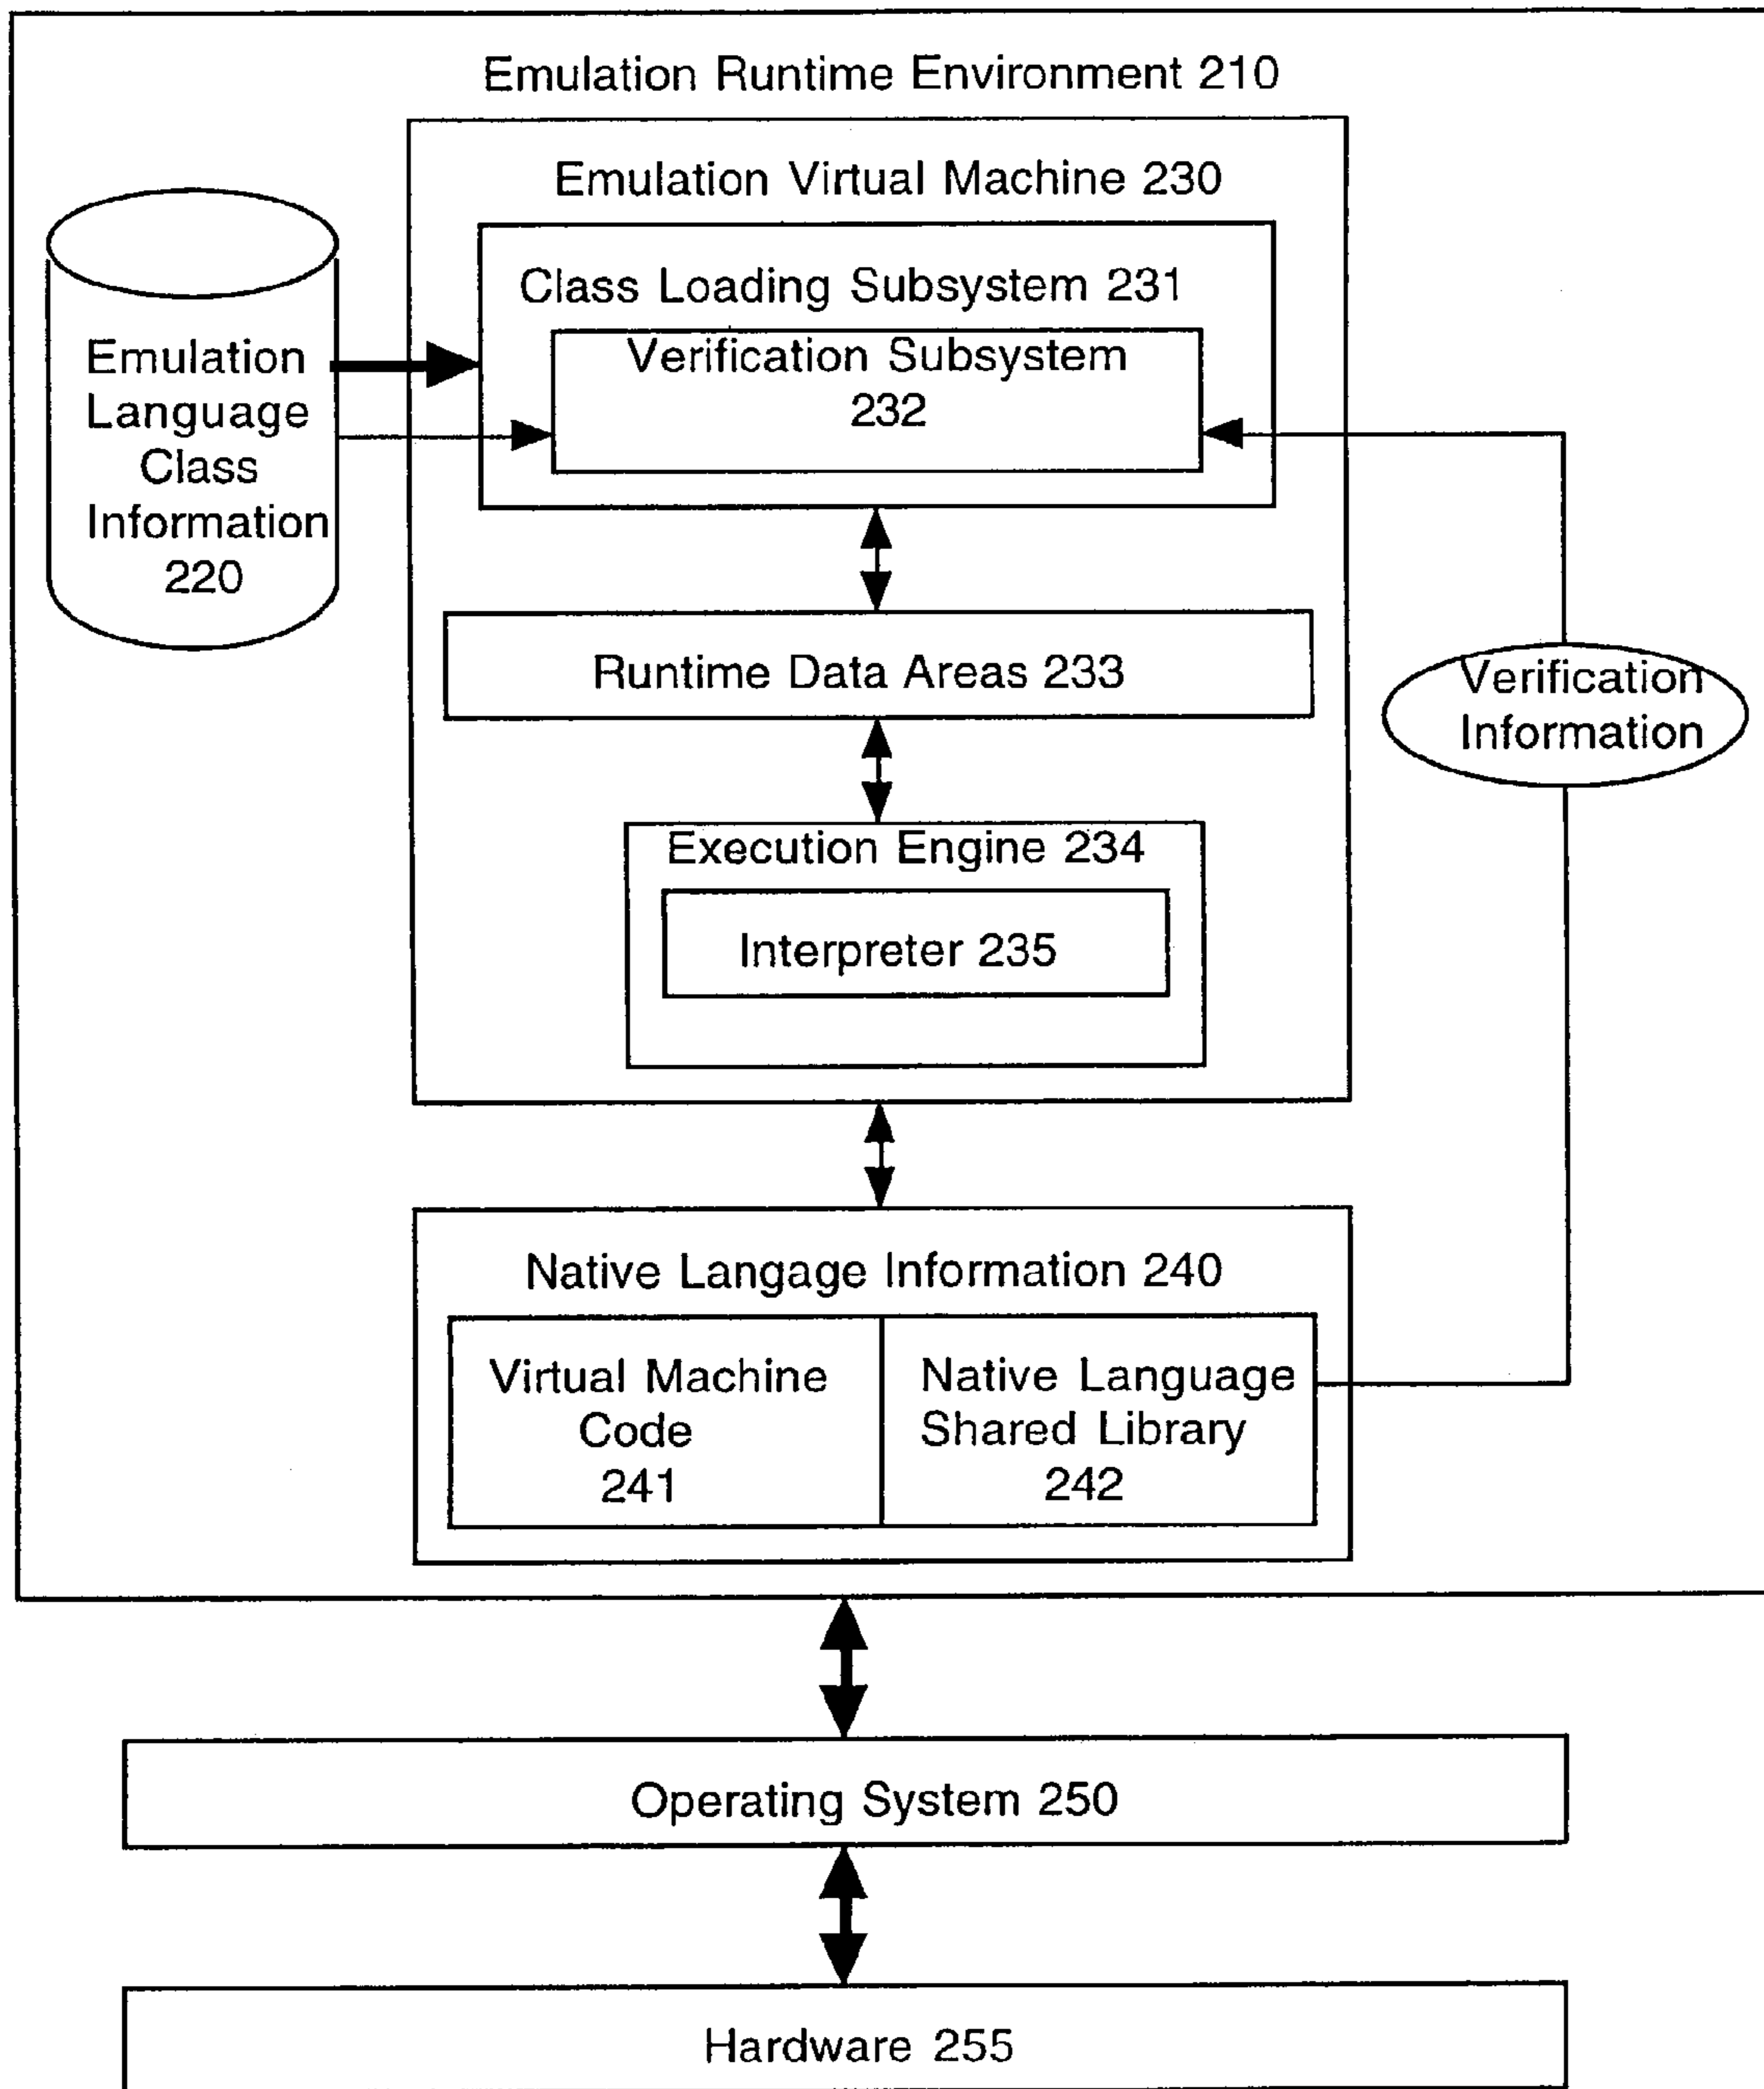 Emulation Runtime Environment 210
Emulation Virtual Machine 230
Class Loading Subsystem 231
Verification Subsystem
232
Emulation
Language
Class
Information
220
Runtime Data Areas 233
Verification
Information
Execution Engine 234
Interpreter 235
Native Langage Information 240
Virtual Machine
Code
241
Native Language
Shared Library
242
Operating System 250
Hardware 255